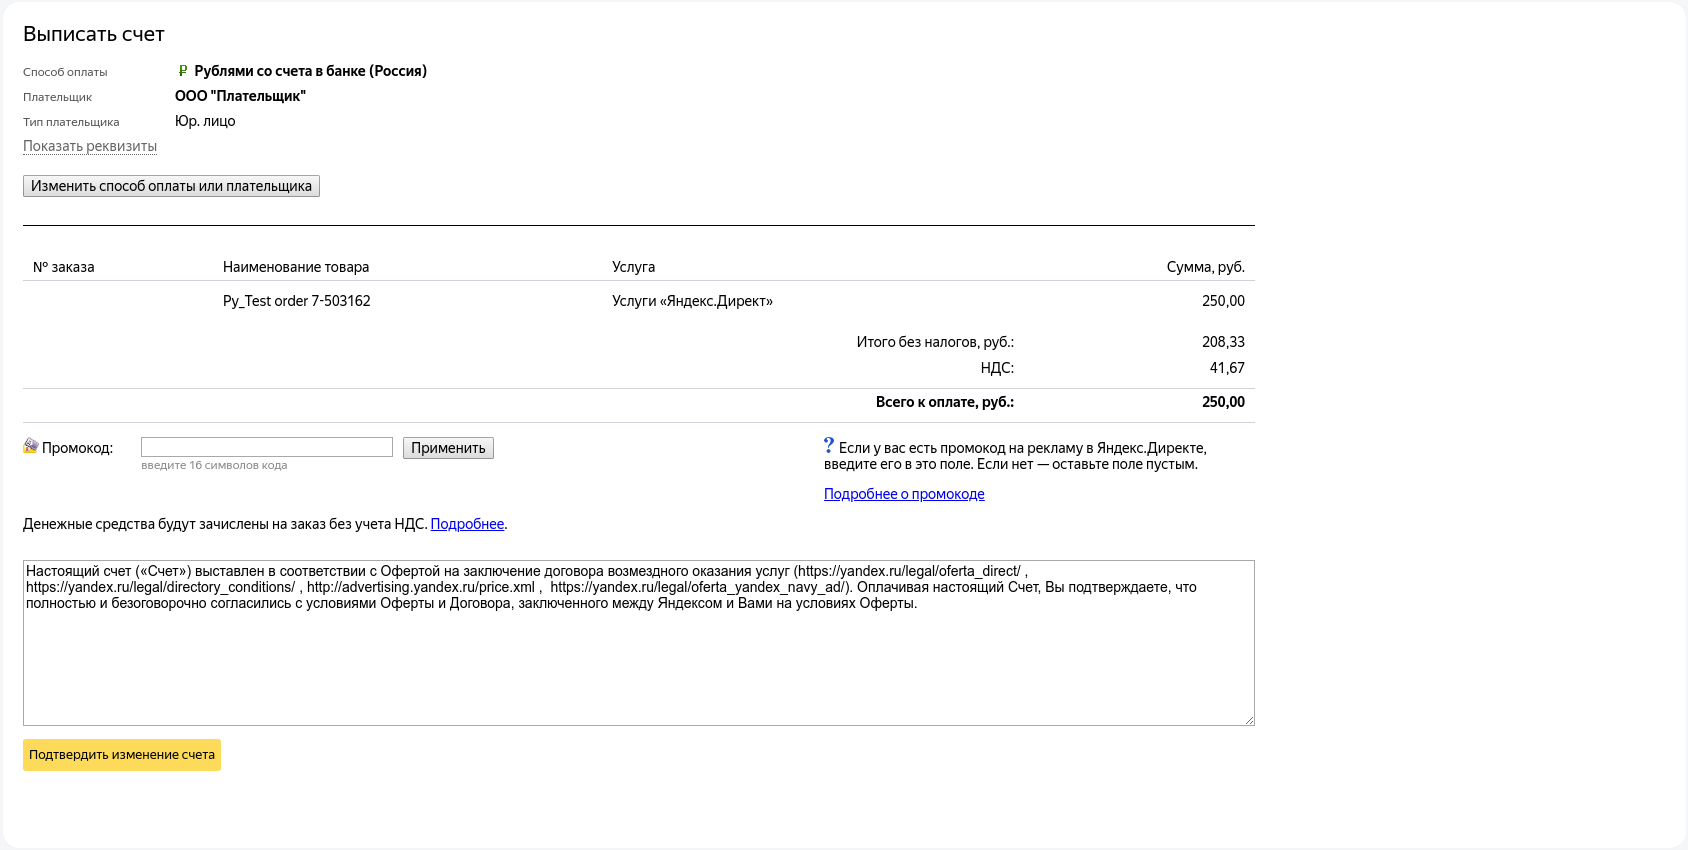 Выписать счет
Способ оплаты ₽ Рублями со счета в банке (Россия)
Плательщик ООО "Плательщик"
Тип плательщика Юр. лицо
Показать реквизиты
Изменить способ оплаты или плательщика
№ заказа Наименование товара Услуга Сумма, руб.
Py_Test order 7-503162 Услуги «Яндекс.Директ» 250,00
Итого без налогов, руб.: 208,33
НДС: 41,67
Всего к оплате, руб.: 250,00
Промокод: Применить
введите 16 символов кода
? Если у вас есть промокод на рекламу в Яндекс.Директе,
введите его в это поле. Если нет — оставьте поле пустым.
Подробнее о промокоде
Денежные средства будут зачислены на заказ без учета НДС. Подробнее.
Настоящий счет («Счет») выставлен в соответствии с Офертой на заключение договора возмездного оказания услуг (https://yandex.ru/legal/oferta_direct/ ,
https://yandex.ru/legal/directory_conditions/ , http://advertising.yandex.ru/price.xml ,  https://yandex.ru/legal/oferta_yandex_navy_ad/). Оплачивая настоящий Счет, Вы подтверждаете, что
полностью и безоговорочно согласились с условиями Оферты и Договора, заключенного между Яндексом и Вами на условиях Оферты.
Подтвердить изменение счета